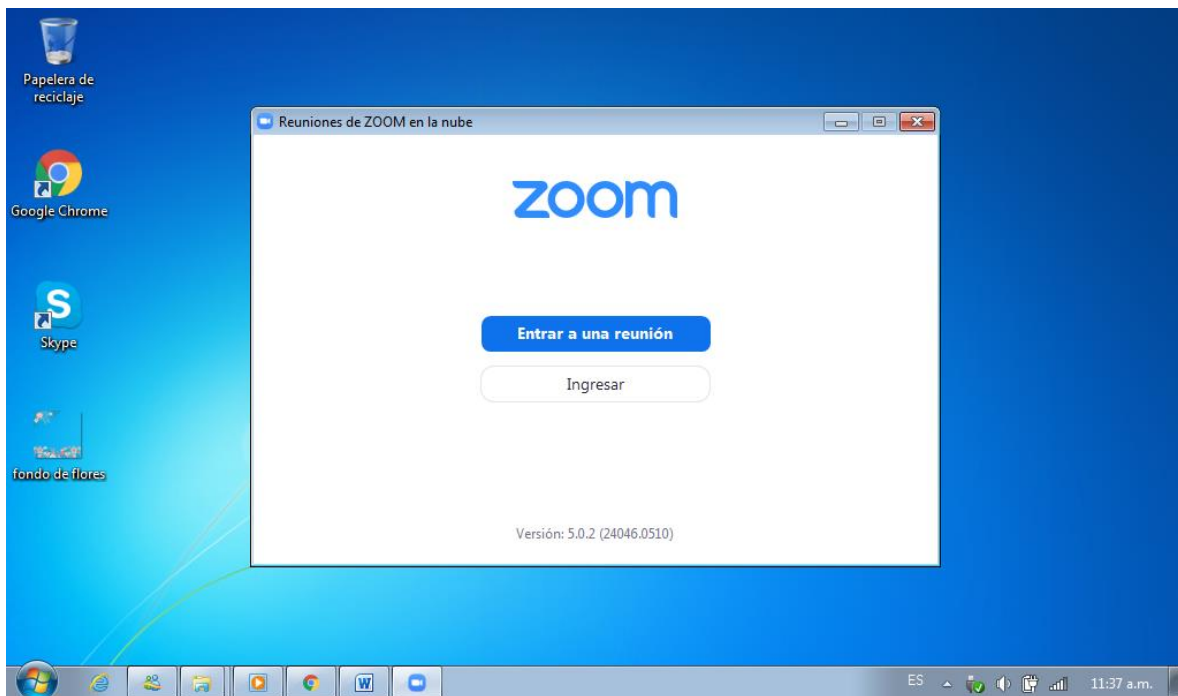 Papelera de
reciclaje
Google Chrome
S
Skype
fondo de flores
Reuniones de ZOOM en la nube
zoom
Entrar a una reunión
Ingresar
Versión: 5.0.2 (24046.0510)
W
ES
11:37 a.m.